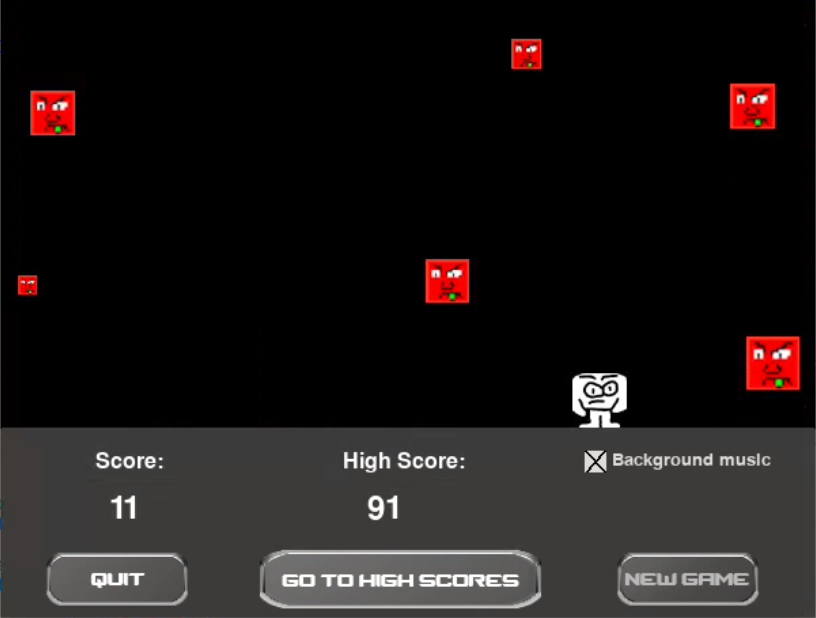 Score:
High Score:
Background music
11
91
QUIT
GO TO HIGH SCORES
NEW GAME